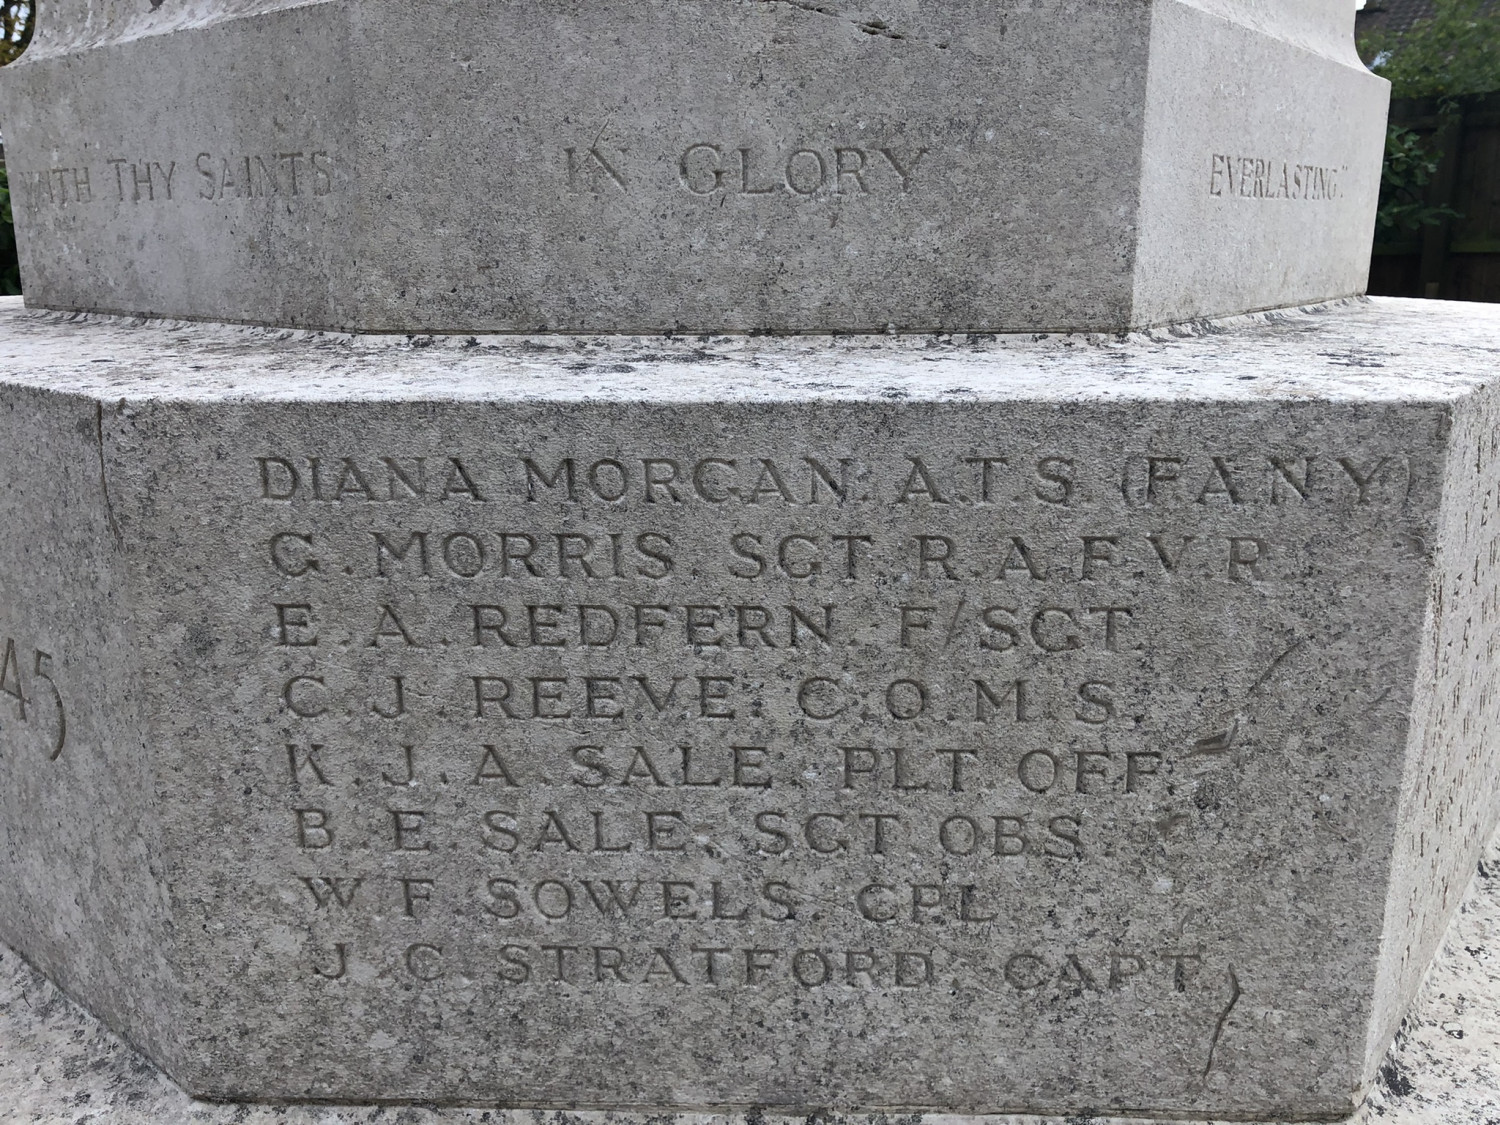 WITH THY SAINTS IN GLORY EVERLASTING."
45
DIANA MORGAN. A.T.S. (F.A.N.Y)
G. MORRIS. SGT. R.A.F.V.R.
E. A. REDFERN. F/SGT.
C. J. REEVE. C.Q.M.S.
K. J. A. SALE. PLT. OFF.
B. E. SALE. SGT. OBS.
W. F. SOWELS. CPL.
J. C. STRATFORD. CAPT.